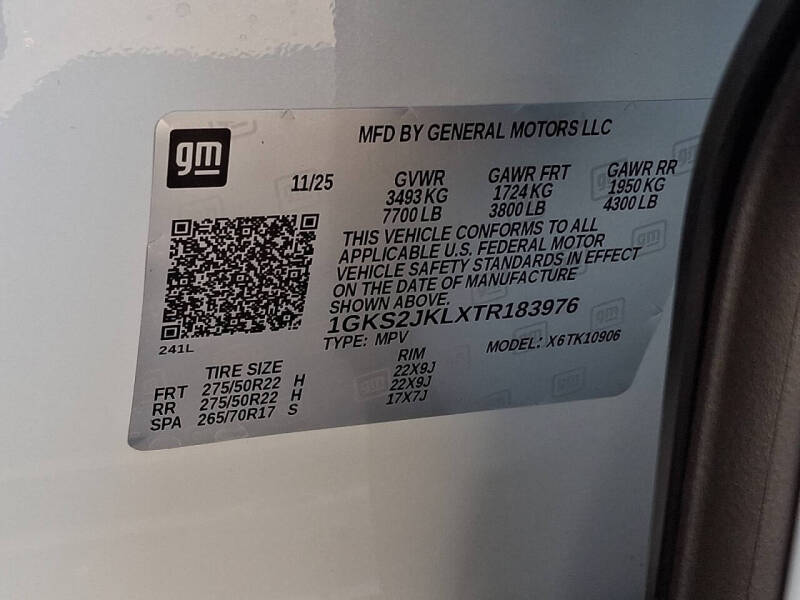 gm
MFD BY GENERAL MOTORS LLC
11/25 GVWR GAWR FRT GAWR RR
3493 KG 1724 KG 1950 KG
7700 LB 3800 LB 4300 LB
THIS VEHICLE CONFORMS TO ALL
APPLICABLE U.S. FEDERAL MOTOR
VEHICLE SAFETY STANDARDS IN EFFECT
ON THE DATE OF MANUFACTURE
SHOWN ABOVE.
1GKS2JKLXTR183976
TYPE: MPV MODEL: X6TK10906
241L
TIRE SIZE RIM
FRT 275/50R22 H 22X9J
RR 275/50R22 H 22X9J
SPA 265/70R17 S 17X7J